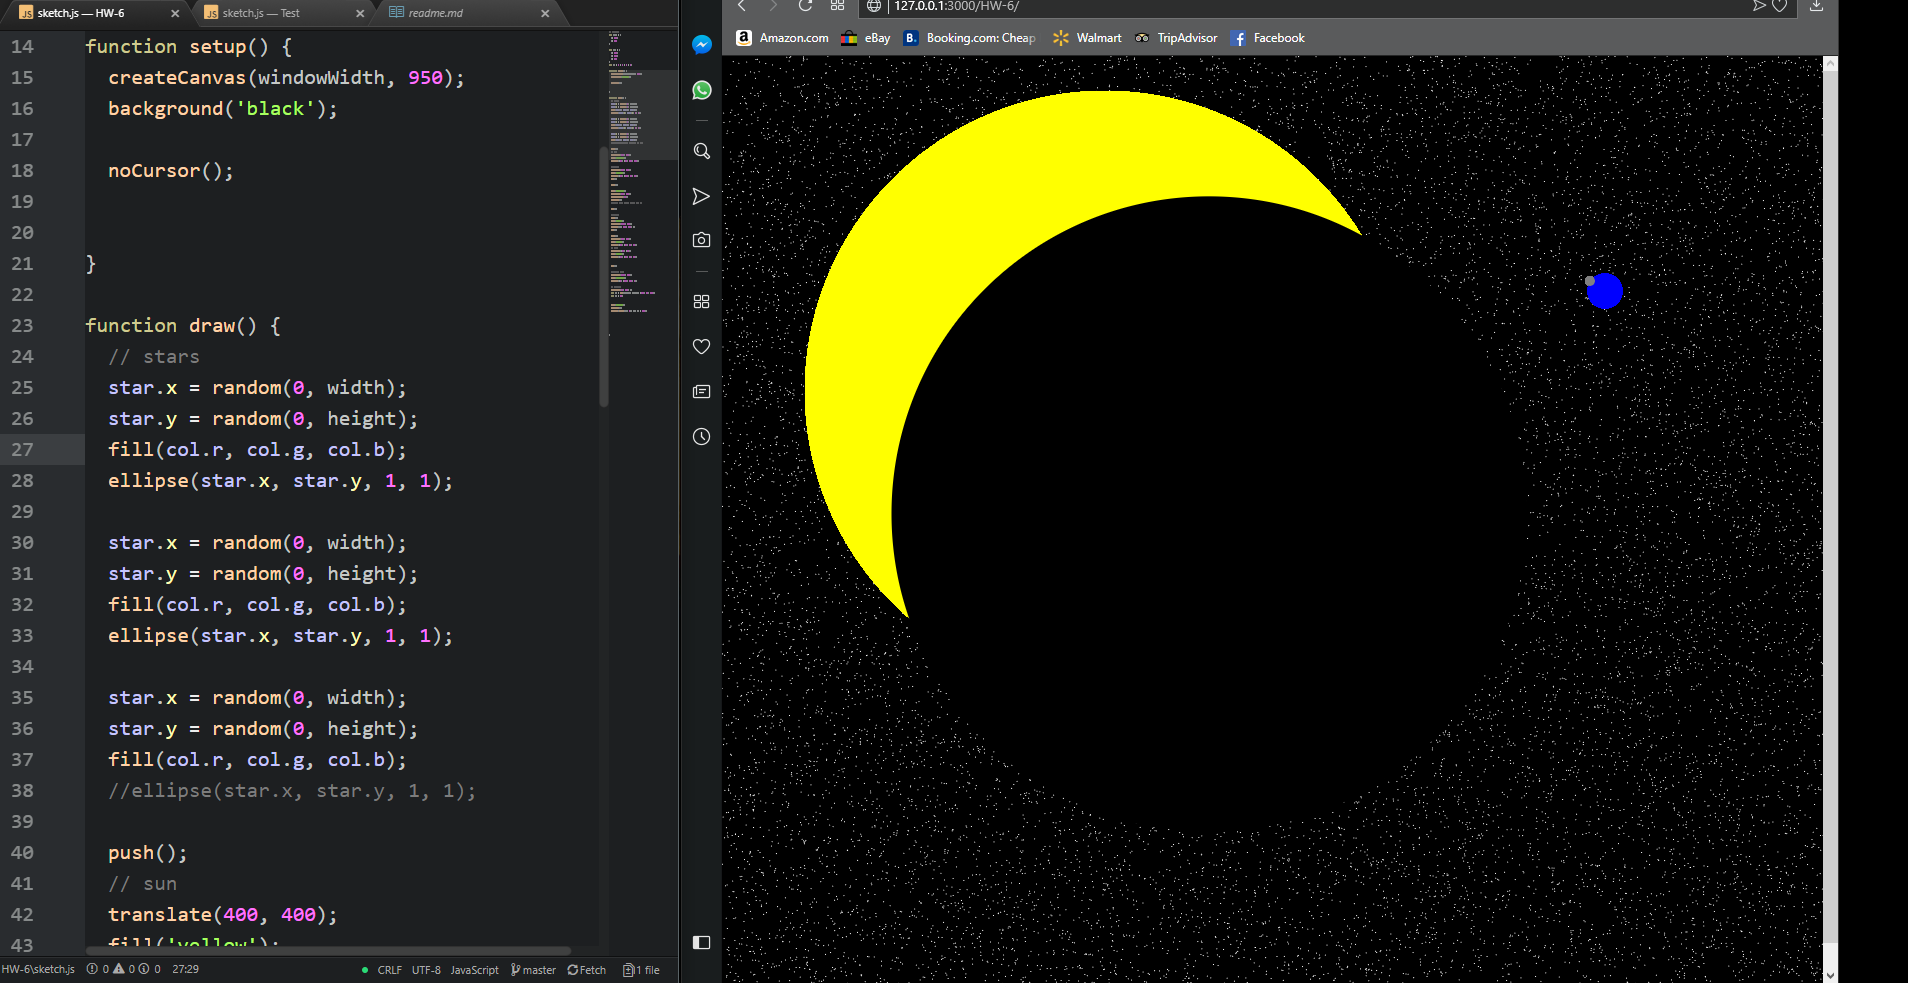 sketch.js — HW-6
sketch.js — Test
readme.md
14 function setup() {
15 createCanvas(windowWidth, 950);
16 background('black');
17
18 noCursor();
19
20
21 }
22
23 function draw() {
24 // stars
25 star.x = random(0, width);
26 star.y = random(0, height);
27 fill(col.r, col.g, col.b);
28 ellipse(star.x, star.y, 1, 1);
29
30 star.x = random(0, width);
31 star.y = random(0, height);
32 fill(col.r, col.g, col.b);
33 ellipse(star.x, star.y, 1, 1);
34
35 star.x = random(0, width);
36 star.y = random(0, height);
37 fill(col.r, col.g, col.b);
38 //ellipse(star.x, star.y, 1, 1);
39
40 push();
41 // sun
42 translate(400, 400);
43 fill('yellow');
HW-6\sketch.js 0 0 0 27:29 CRLF UTF-8 JavaScript master Fetch 1 file
127.0.0.1:3000/HW-6/
Amazon.com eBay Booking.com: Cheap Walmart TripAdvisor Facebook